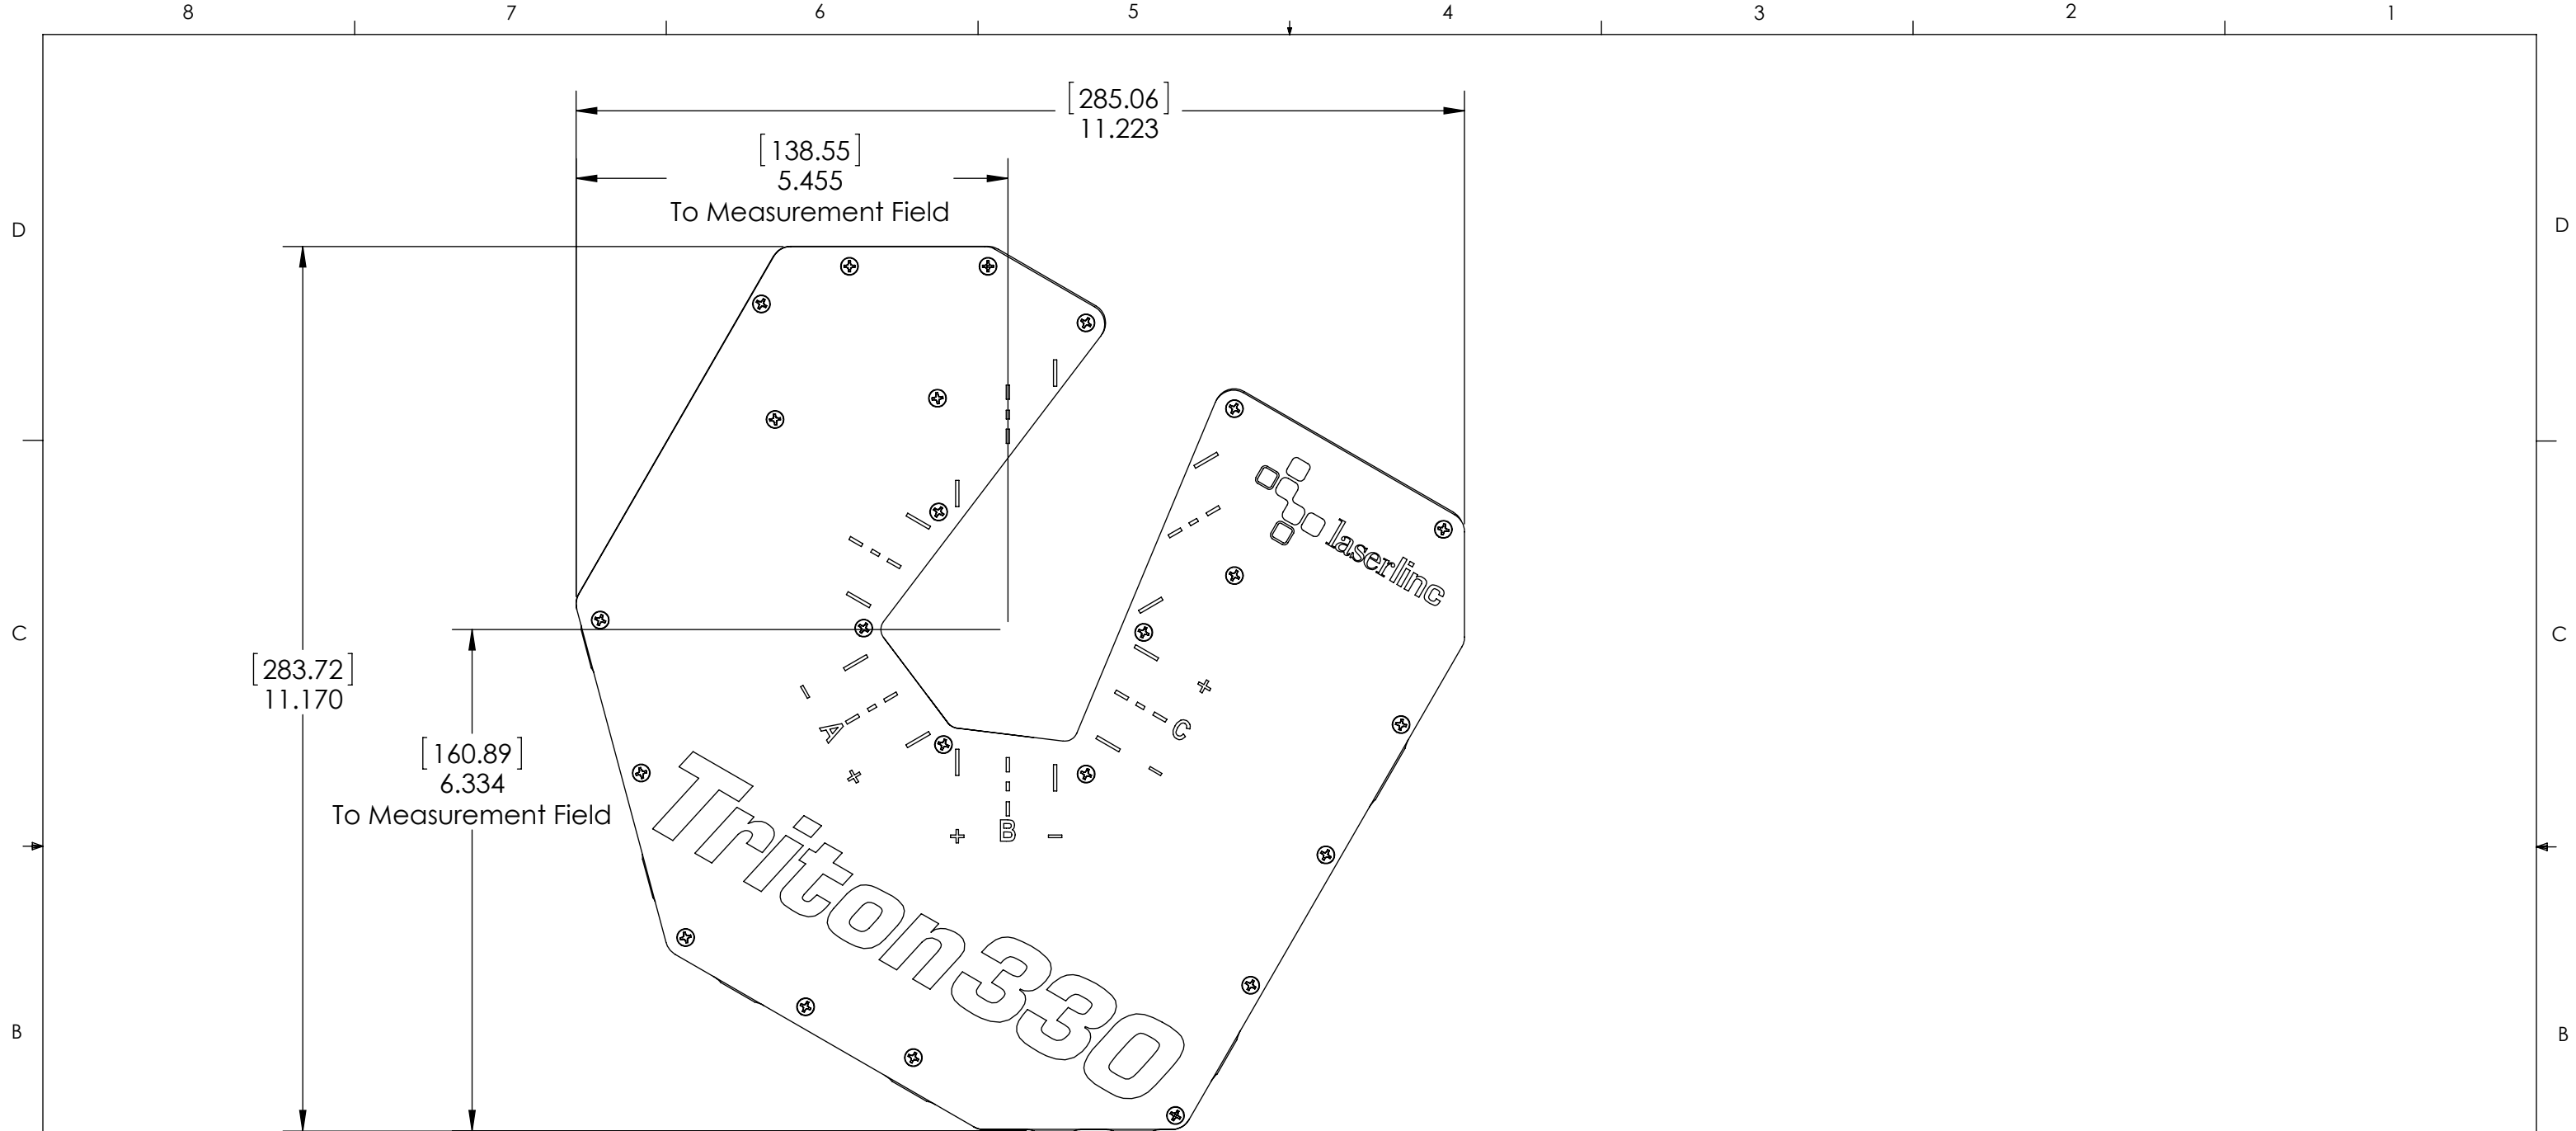 8 7 6 5 4 3 2 1
[285.06]
11.223
[138.55]
5.455
To Measurement Field
D D
laserlinc
C C
[283.72]
11.170
[160.89]
6.334
To Measurement Field
- +
A C
+ -
+ B -
Triton330
B B